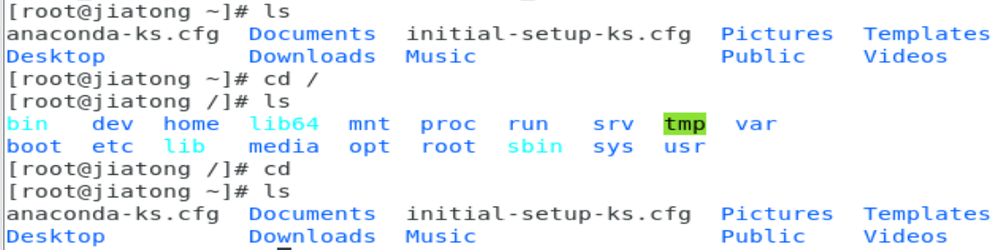 [root@jiatong ~]# ls
anaconda-ks.cfg  Documents  initial-setup-ks.cfg  Pictures  Templates
Desktop          Downloads  Music                 Public    Videos
[root@jiatong ~]# cd /
[root@jiatong /]# ls
bin   dev  home  lib64  mnt  proc  run   srv  tmp  var
boot  etc  lib   media  opt  root  sbin  sys  usr
[root@jiatong /]# cd
[root@jiatong ~]# ls
anaconda-ks.cfg  Documents  initial-setup-ks.cfg  Pictures  Templates
Desktop          Downloads  Music                 Public    Videos